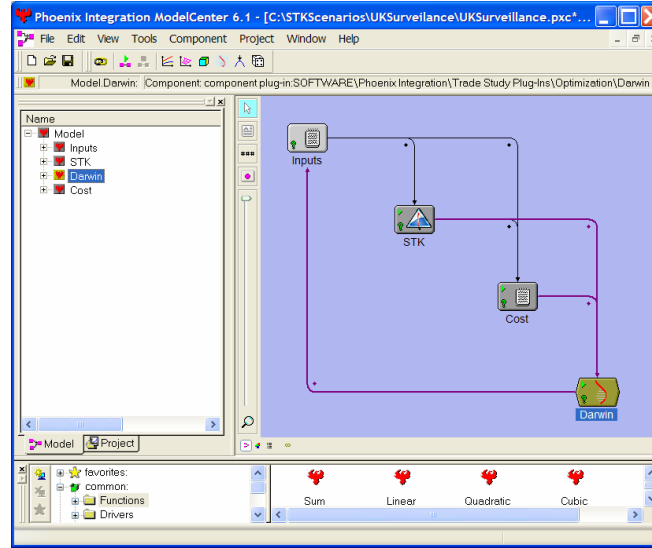 Phoenix Integration ModelCenter 6.1 - [C:\STKScenarios\UKSurveilance\UKSurveillance.pxc*...
File Edit View Tools Component Project Window Help
Model.Darwin: Component: component plug-in:SOFTWARE\Phoenix Integration\Trade Study Plug-Ins\Optimization\Darwin
Name
Model
Inputs
STK
Darwin
Cost
Inputs
STK
Cost
Darwin
Model Project
favorites:
common:
Functions
Drivers
Sum Linear Quadratic Cubic